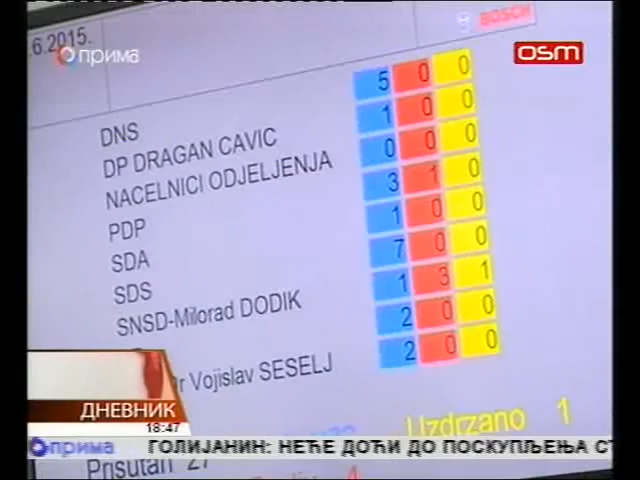 .6.2015.
BOSCH
прима
OSM
DNS 5 0 0
DP DRAGAN CAVIC 1 0 0
NACELNICI ODJELJENJA 0 0 0
PDP 3 1 0
SDA 1 0 0
SDS 7 0 0
SNSD-Milorad DODIK 1 3 1
2 0 0
r Vojislav SESELJ 2 0 0
Uzdrzano 1
Prisutan 27
4
ДНЕВНИК
18:47
прима ГОЛИЈАНИН: НЕЋЕ ДОЋИ ДО ПОСКУПЉЕЊА СТ